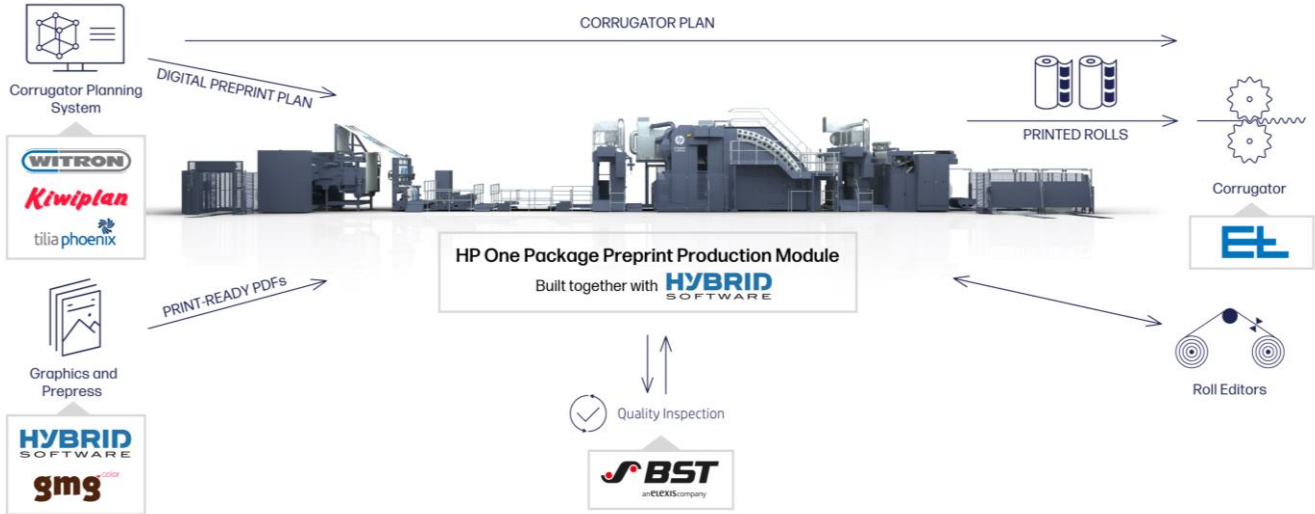 CORRUGATOR PLAN
Corrugator Planning
System
DIGITAL PREPRINT PLAN
WITRON
Kiwiplan
tilia phoenix
PRINTED ROLLS
Corrugator
hp
HP One Package Preprint Production Module
Built together with HYBRID
SOFTWARE
PRINT-READY PDFs
Graphics and
Prepress
HYBRID
SOFTWARE
gmg color
Quality Inspection
BST
an elexis company
Roll Editors